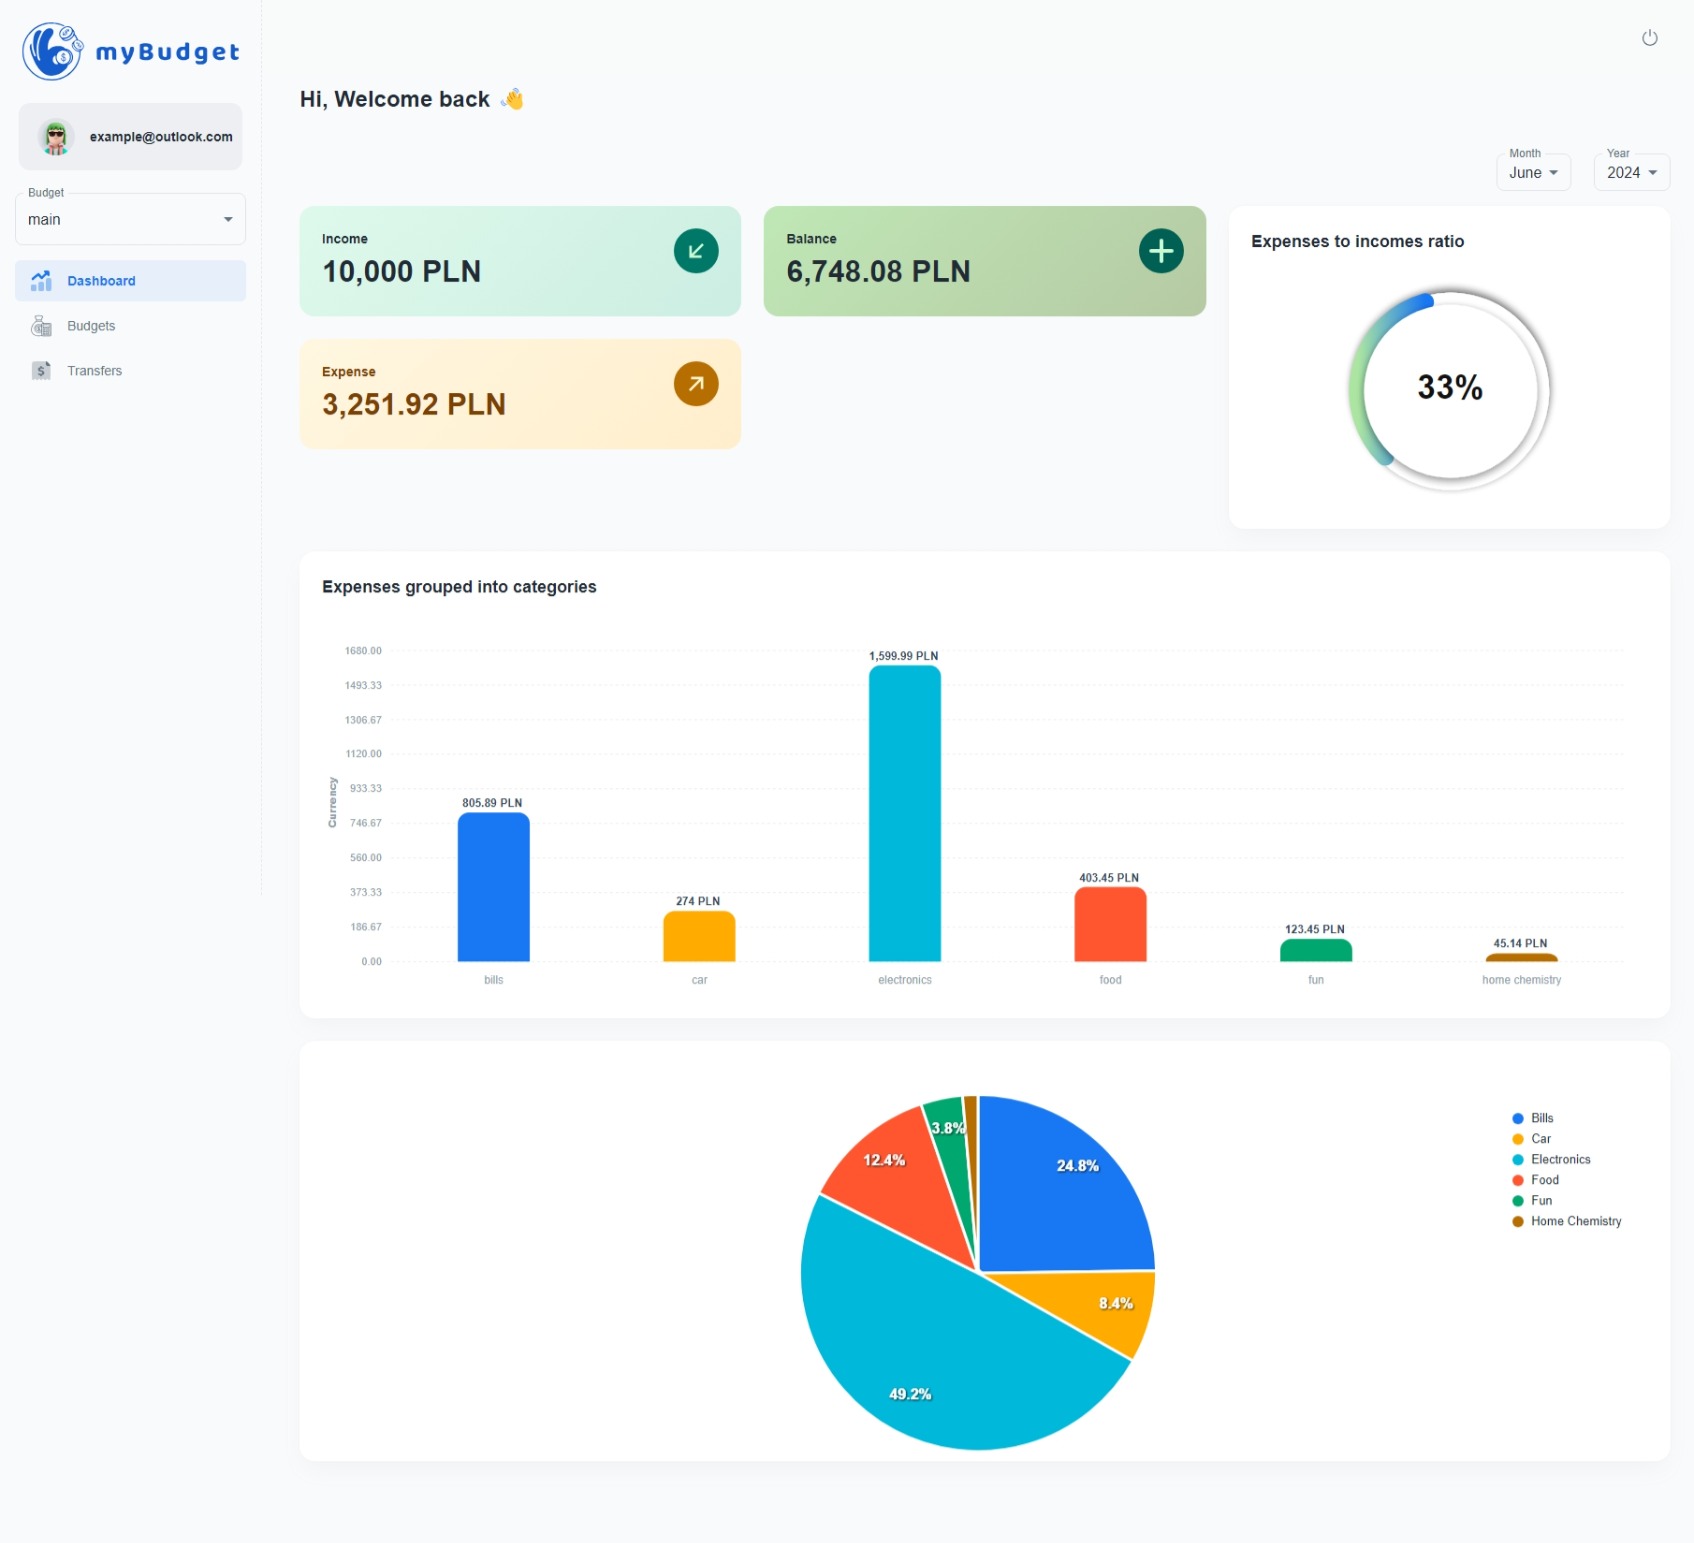 myBudget
example@outlook.com
Budget
main
Dashboard
Budgets
Transfers
Hi, Welcome back 👋
Month
June
Year
2024
Income
10,000 PLN
Balance
6,748.08 PLN
Expense
3,251.92 PLN
Expenses to incomes ratio
33%
Expenses grouped into categories
Currency
1680.00
1493.33
1306.67
1120.00
933.33
746.67
560.00
373.33
186.67
0.00
805.89 PLN
274 PLN
1,599.99 PLN
403.45 PLN
123.45 PLN
45.14 PLN
bills
car
electronics
food
fun
home chemistry
24.8%
8.4%
49.2%
12.4%
3.8%
Bills
Car
Electronics
Food
Fun
Home Chemistry